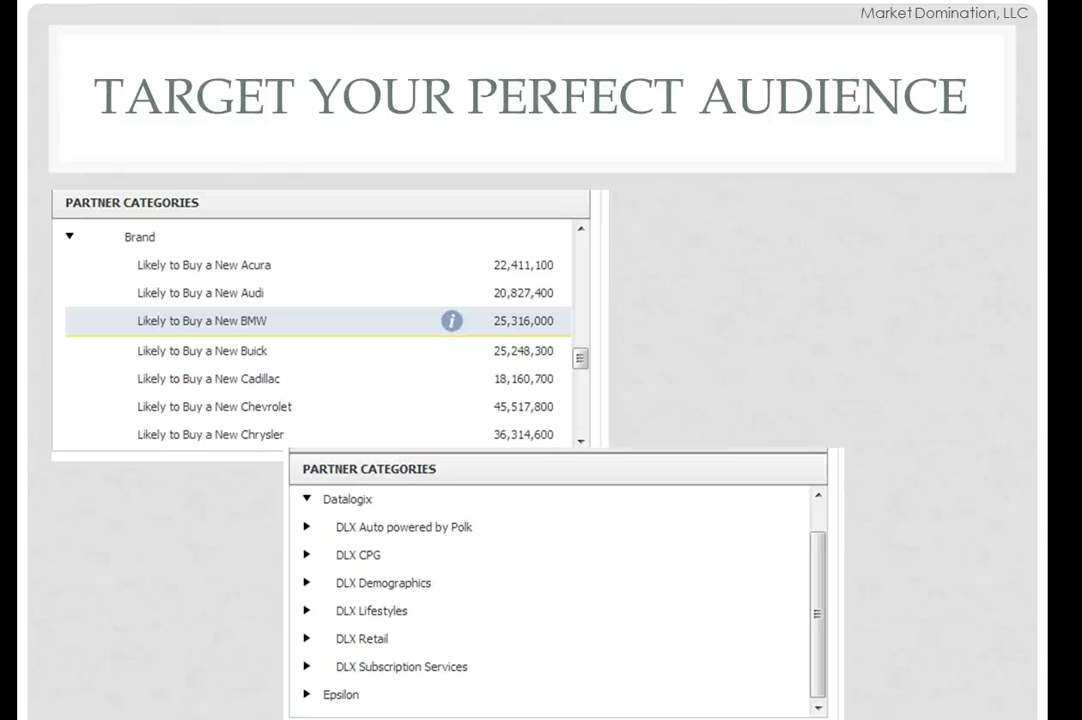 Market Domination, LLC
TARGET YOUR PERFECT AUDIENCE
PARTNER CATEGORIES
Brand
Likely to Buy a New Acura 22,411,100
Likely to Buy a New Audi 20,827,400
Likely to Buy a New BMW i 25,316,000
Likely to Buy a New Buick 25,248,300
Likely to Buy a New Cadillac 18,160,700
Likely to Buy a New Chevrolet 45,517,800
Likely to Buy a New Chrysler 36,314,600
PARTNER CATEGORIES
Datalogix
DLX Auto powered by Polk
DLX CPG
DLX Demographics
DLX Lifestyles
DLX Retail
DLX Subscription Services
Epsilon